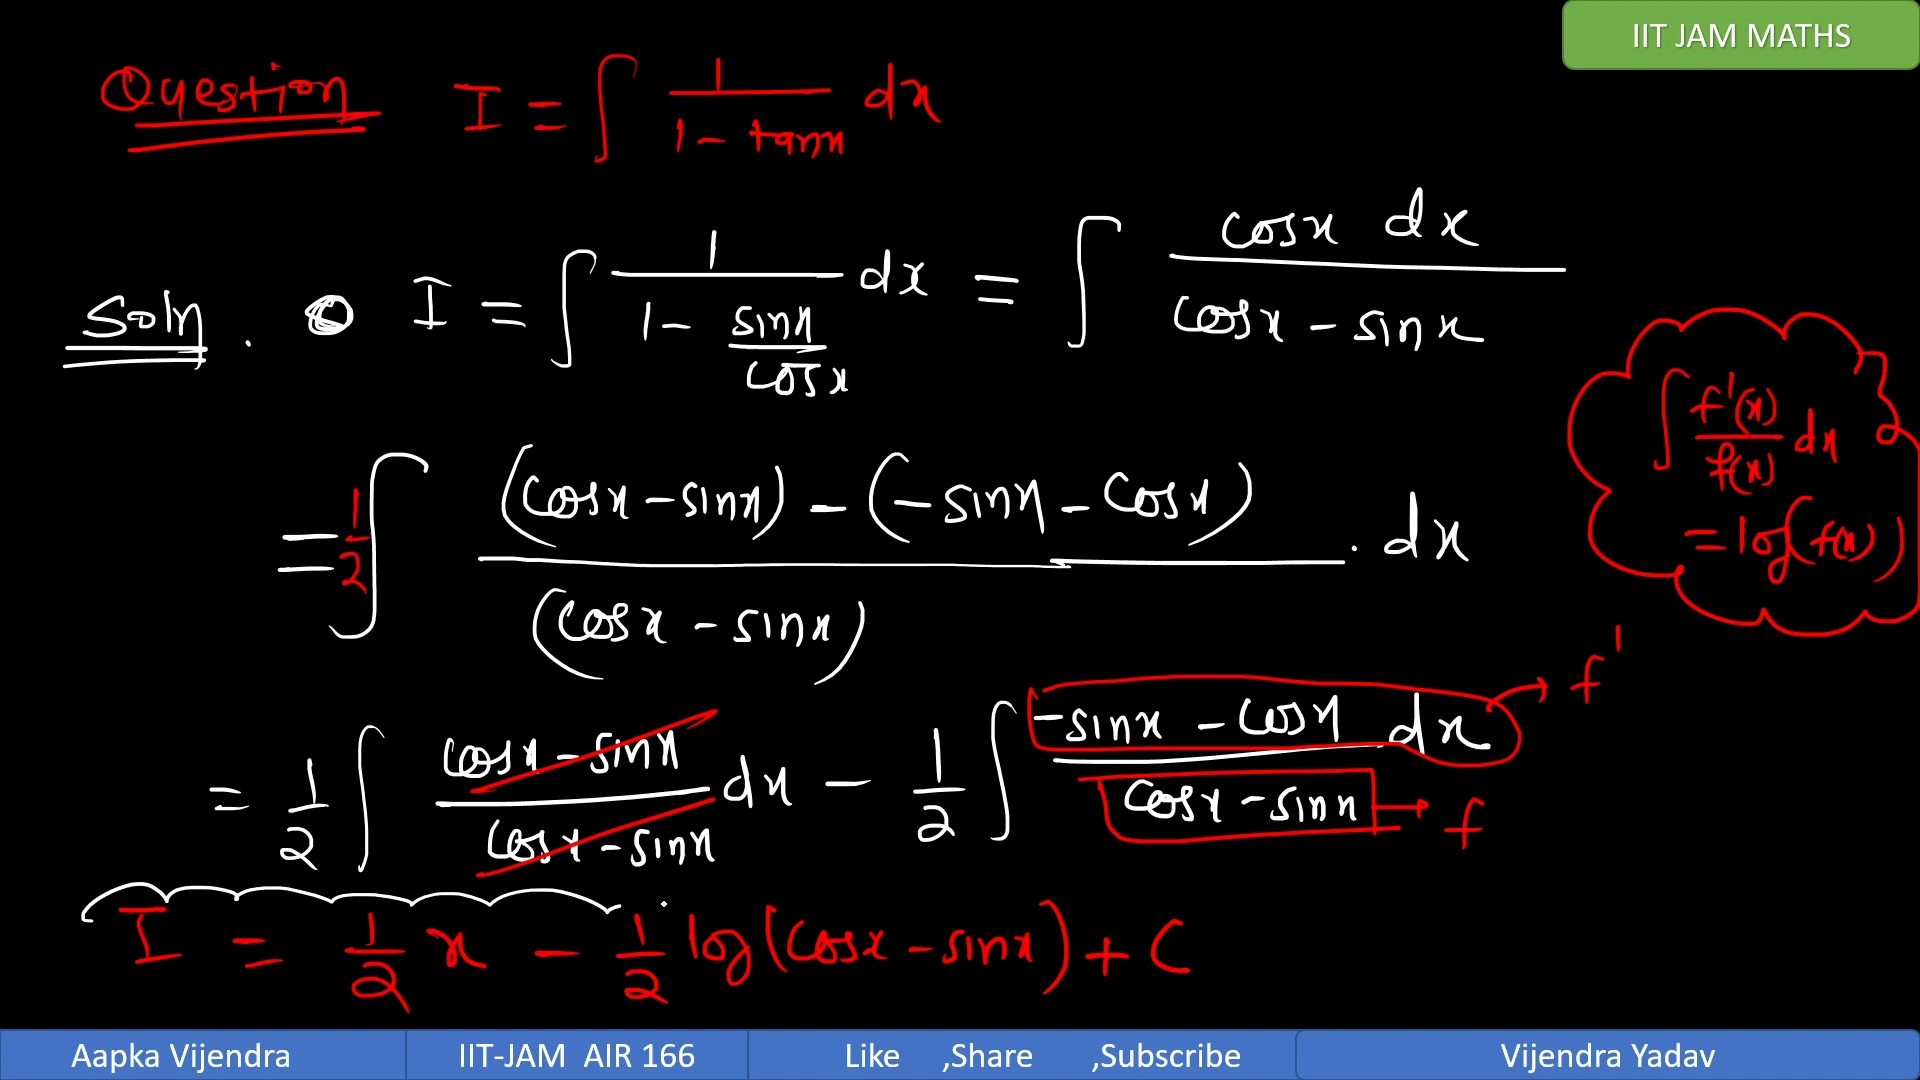 IIT JAM MATHS
Question I = ∫ 1/(1 - tanx) dx
Soln. I = ∫ 1/(1 - sinx/cosx) dx = ∫ cosx dx/(cosx - sinx)
∫ f'(x)/f(x) dx
= log(f(x))
= 1/2 ∫ ((cosx - sinx) - (-sinx - cosx))/(cosx - sinx) . dx
= 1/2 ∫ (cosx - sinx)/(cosx - sinx) dx - 1/2 ∫ (-sinx - cosx) dx/(cosx - sinx) → f' → f
I = 1/2 x - 1/2 log(cosx - sinx) + C
Aapka Vijendra IIT-JAM AIR 166 Like ,Share ,Subscribe Vijendra Yadav